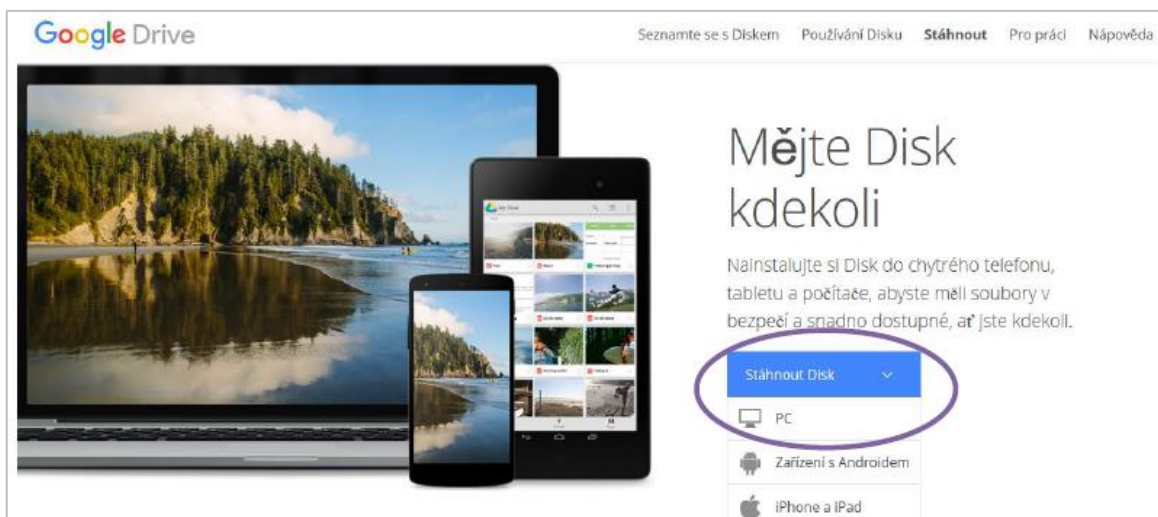 Google Drive
Seznamte se s Diskem Používání Disku Stáhnout Pro práci Nápověda
Mějte Disk
kdekoli
Nainstalujte si Disk do chytrého telefonu,
tabletu a počítače, abyste měli soubory v
bezpečí a snadno dostupné, ať jste kdekoli.
Stáhnout Disk
PC
Zařízení s Androidem
iPhone a iPad
My Drive